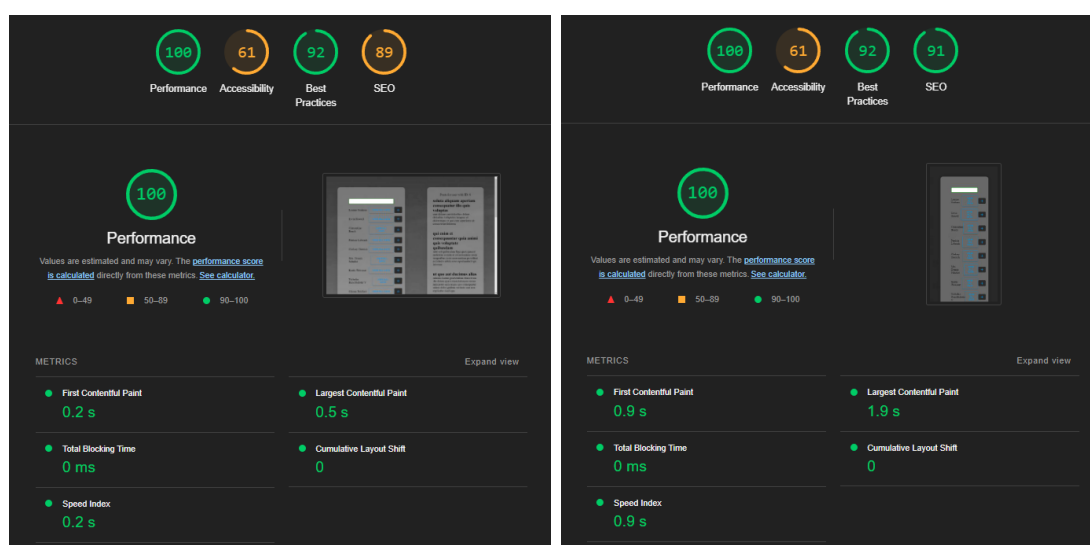 100
61
92
89
Performance
Accessibility
Best
Practices
SEO
100
Performance
Values are estimated and may vary. The performance score
is calculated directly from these metrics. See calculator.
0–49
50–89
90–100
METRICS
Expand view
First Contentful Paint
0.2 s
Largest Contentful Paint
0.5 s
Total Blocking Time
0 ms
Cumulative Layout Shift
0
Speed Index
0.2 s
100
61
92
91
Performance
Accessibility
Best
Practices
SEO
100
Performance
Values are estimated and may vary. The performance score
is calculated directly from these metrics. See calculator.
0–49
50–89
90–100
METRICS
Expand view
First Contentful Paint
0.9 s
Largest Contentful Paint
1.9 s
Total Blocking Time
0 ms
Cumulative Layout Shift
0
Speed Index
0.9 s